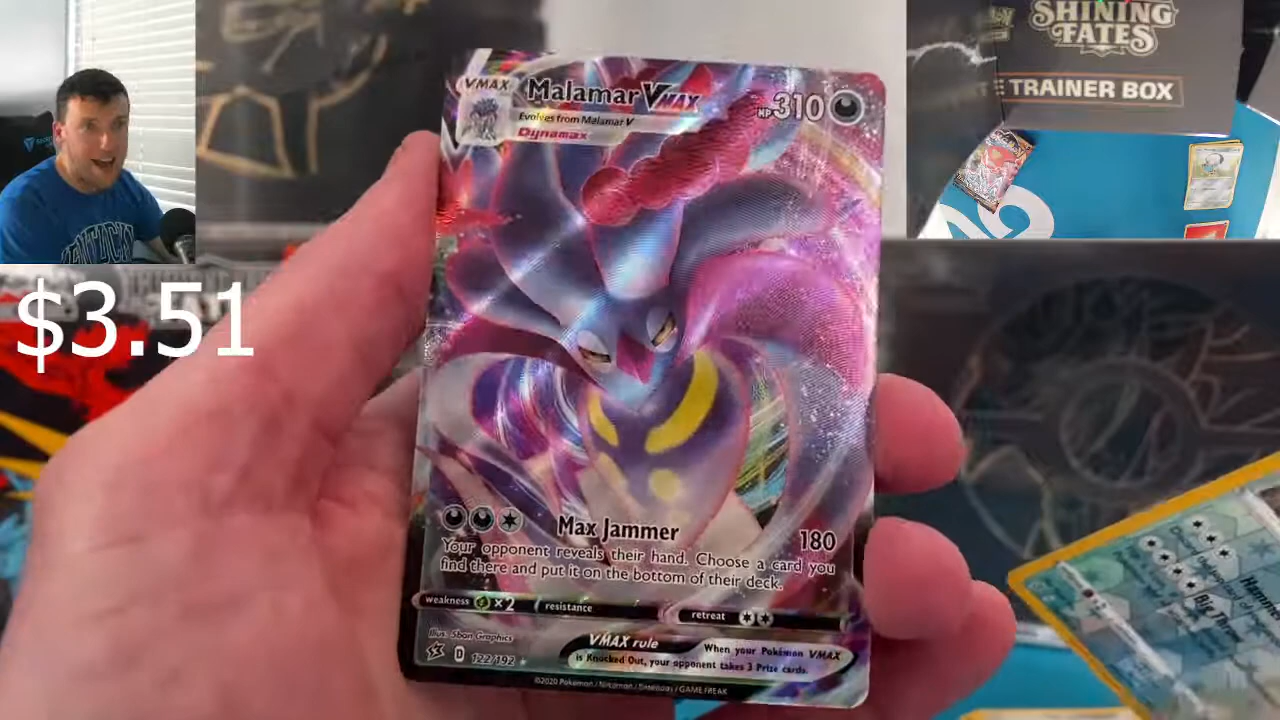 SHINING
FATES
E TRAINER BOX
$3.51
VMAX
Malamar VMAX
HP 310
Evolves from Malamar V
Dynamax
Max Jammer 180
Your opponent reveals their hand. Choose a card you
find there and put it on the bottom of their deck.
weakness ×2 resistance retreat
Illus. 5ban Graphics
VMAX rule
When your Pokémon VMAX
is Knocked Out, your opponent takes 3 Prize cards.
D 122/192
©2020 Pokémon / Nintendo / Creatures / GAME FREAK